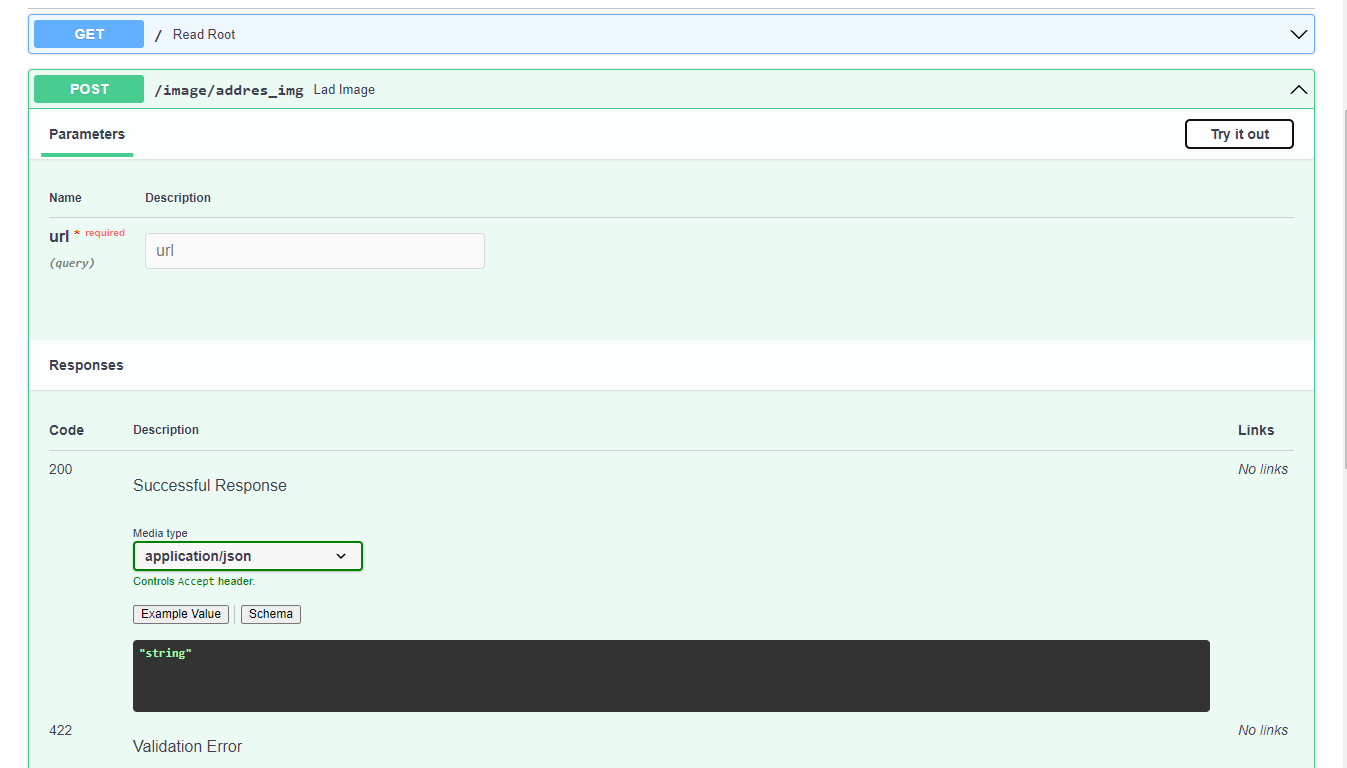 GET / Read Root
POST /image/addres_img Lad Image
Parameters Try it out
Name Description
url * required url
(query)
Responses
Code Description Links
200 No links
Successful Response
Media type
application/json
Controls Accept header.
Example Value Schema
"string"
422 No links
Validation Error